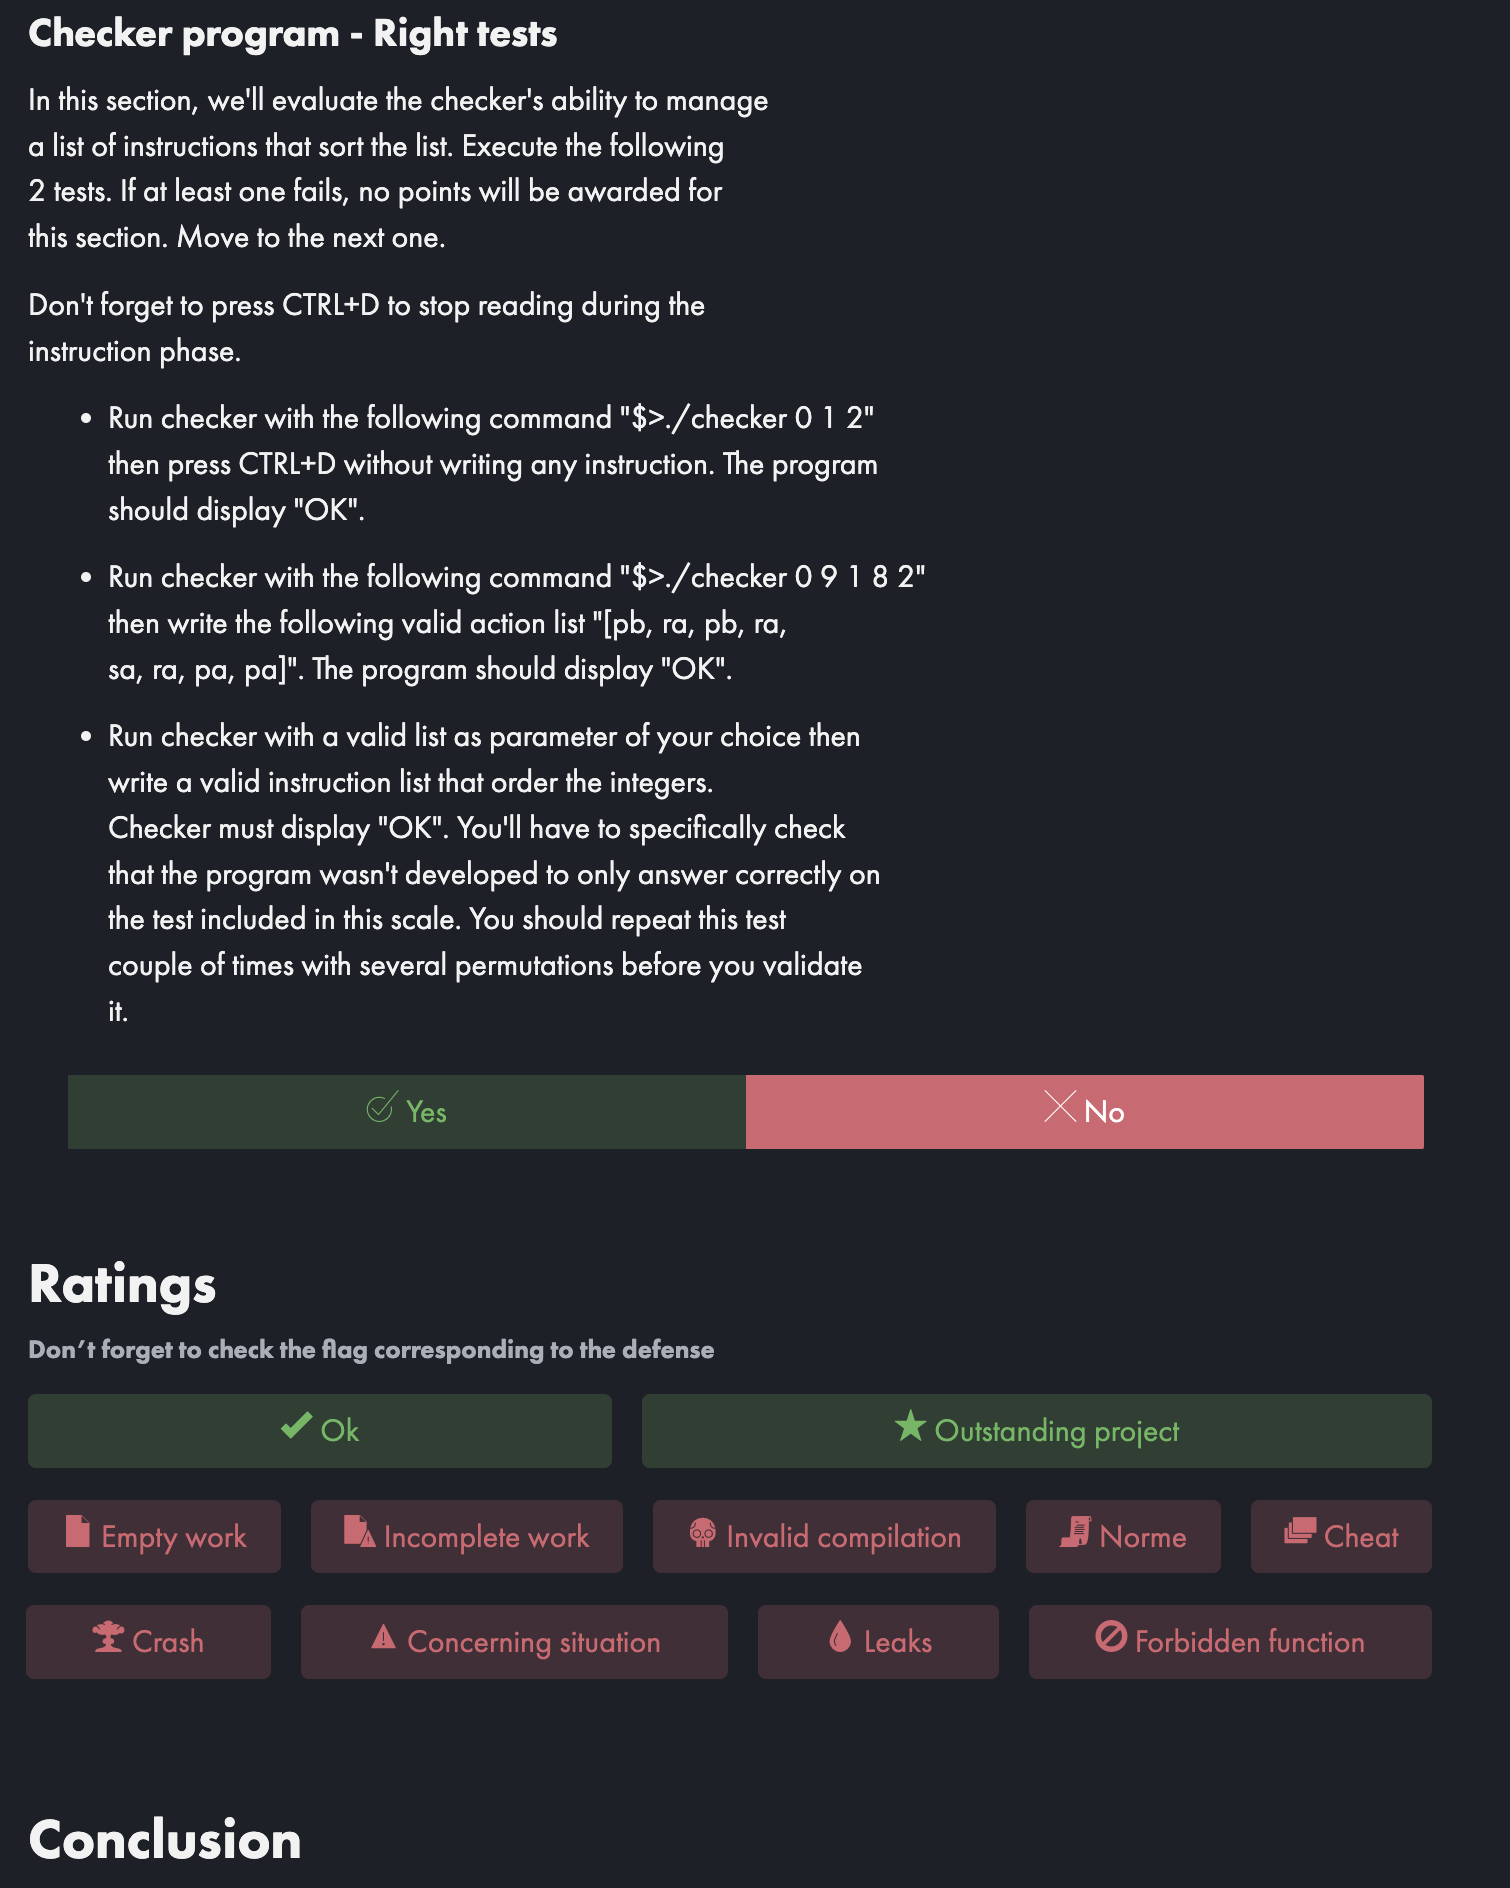 Checker program - Right tests
In this section, we'll evaluate the checker's ability to manage
a list of instructions that sort the list. Execute the following
2 tests. If at least one fails, no points will be awarded for
this section. Move to the next one.
Don't forget to press CTRL+D to stop reading during the
instruction phase.
• Run checker with the following command "$>./checker 0 1 2"
then press CTRL+D without writing any instruction. The program
should display "OK".
• Run checker with the following command "$>./checker 0 9 1 8 2"
then write the following valid action list "[pb, ra, pb, ra,
sa, ra, pa, pa]". The program should display "OK".
• Run checker with a valid list as parameter of your choice then
write a valid instruction list that order the integers.
Checker must display "OK". You'll have to specifically check
that the program wasn't developed to only answer correctly on
the test included in this scale. You should repeat this test
couple of times with several permutations before you validate
it.
Yes
No
Ratings
Don’t forget to check the flag corresponding to the defense
Ok
Outstanding project
Empty work
Incomplete work
Invalid compilation
Norme
Cheat
Crash
Concerning situation
Leaks
Forbidden function
Conclusion